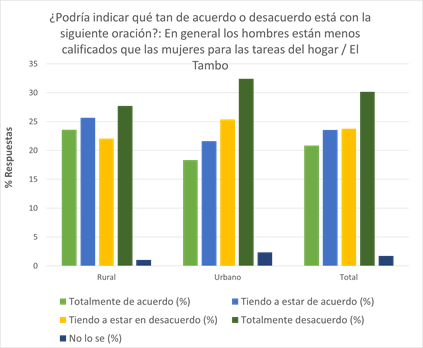 ¿Podría indicar qué tan de acuerdo o desacuerdo está con la
siguiente oración?: En general los hombres están menos
calificados que las mujeres para las tareas del hogar / El
Tambo
35
30
25
20
15
10
5
0
% Respuestas
Rural Urbano Total
Totalmente de acuerdo (%) Tiendo a estar de acuerdo (%)
Tiendo a estar en desacuerdo (%) Totalmente desacuerdo (%)
No lo se (%)